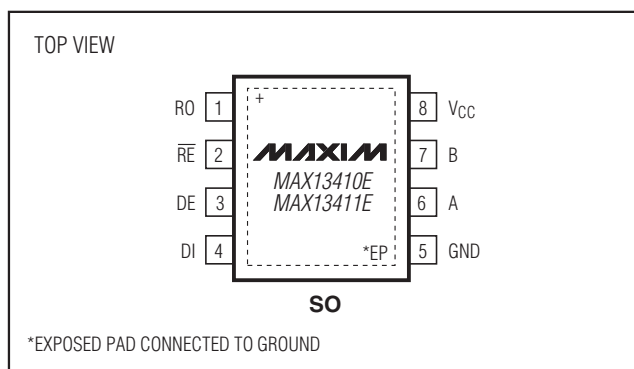 TOP VIEW
RO 1
R̅E̅ 2
DE 3
DI 4
+
MAXIM
MAX13410E
MAX13411E
*EP
8 VCC
7 B
6 A
5 GND
SO
*EXPOSED PAD CONNECTED TO GROUND